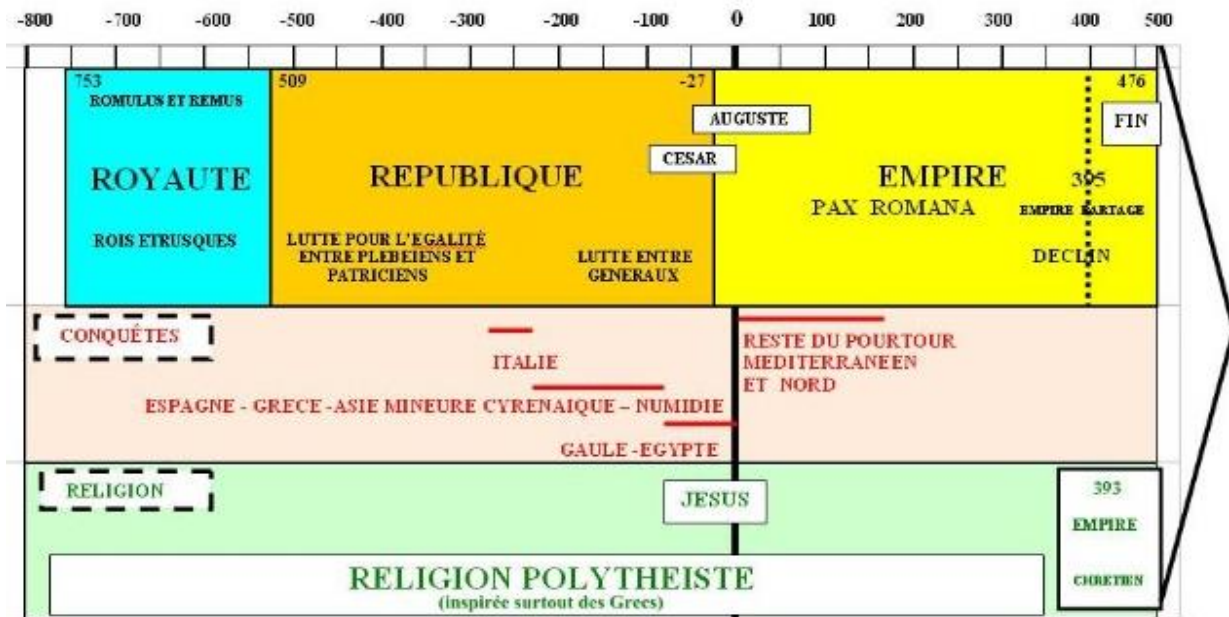 -800 -700 -600 -500 -400 -300 -200 -100 0 100 200 300 400 500
753
ROMULUS ET REMUS
ROYAUTE
ROIS ETRUSQUES
509
-27
REPUBLIQUE
LUTTE POUR L'EGALITÉ
ENTRE PLEBEIENS ET
PATRICIENS
LUTTE ENTRE
GENERAUX
CESAR
AUGUSTE
476
FIN
EMPIRE
PAX ROMANA
395
EMPIRE PARTAGE
DECLIN
CONQUÊTES
ITALIE
ESPAGNE - GRECE -ASIE MINEURE CYRENAIQUE – NUMIDIE
GAULE -EGYPTE
RESTE DU POURTOUR
MEDITERRANEEN
ET NORD
RELIGION
JESUS
393
EMPIRE
CHRETIEN
RELIGION POLYTHEISTE
(inspirée surtout des Grecs)